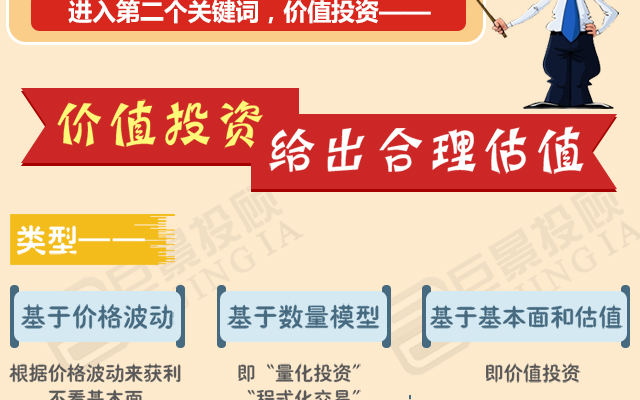 进入第二个关键词，价值投资——
价值投资
给出合理估值
类型——
基于价格波动
基于数量模型
基于基本面和估值
根据价格波动来获利
即“量化投资”
即价值投资
不看基本面
“程式化交易”
巨景投顾
JING IA
巨景投顾
JING IA